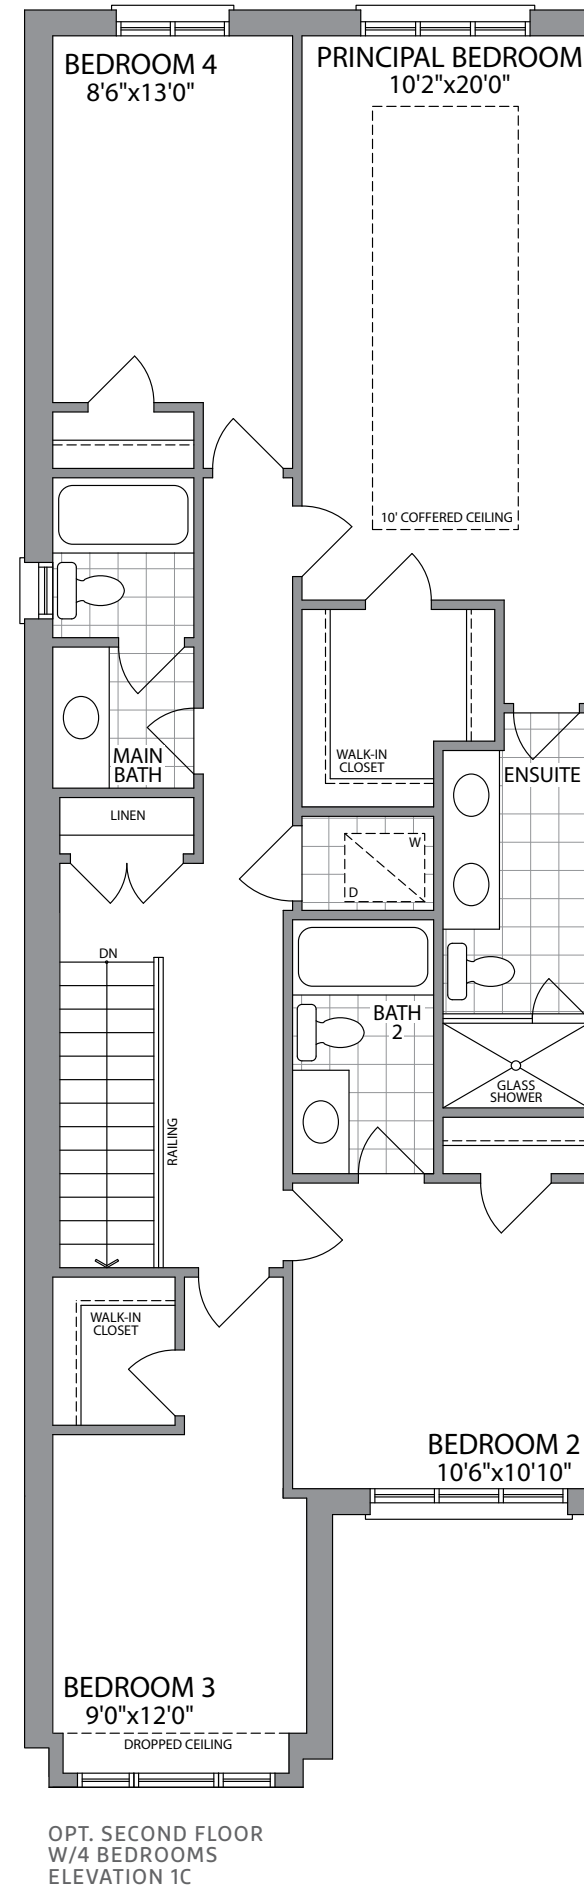 BEDROOM 4
8'6"x13'0"
PRINCIPAL BEDROOM
10'2"x20'0"
10' COFFERED CEILING
WALK-IN
CLOSET
MAIN
BATH
ENSUITE
LINEN
W
D
DN
BATH
2
RAILING
GLASS
SHOWER
WALK-IN
CLOSET
BEDROOM 2
10'6"x10'10"
BEDROOM 3
9'0"x12'0"
DROPPED CEILING
OPT. SECOND FLOOR
W/4 BEDROOMS
ELEVATION 1C